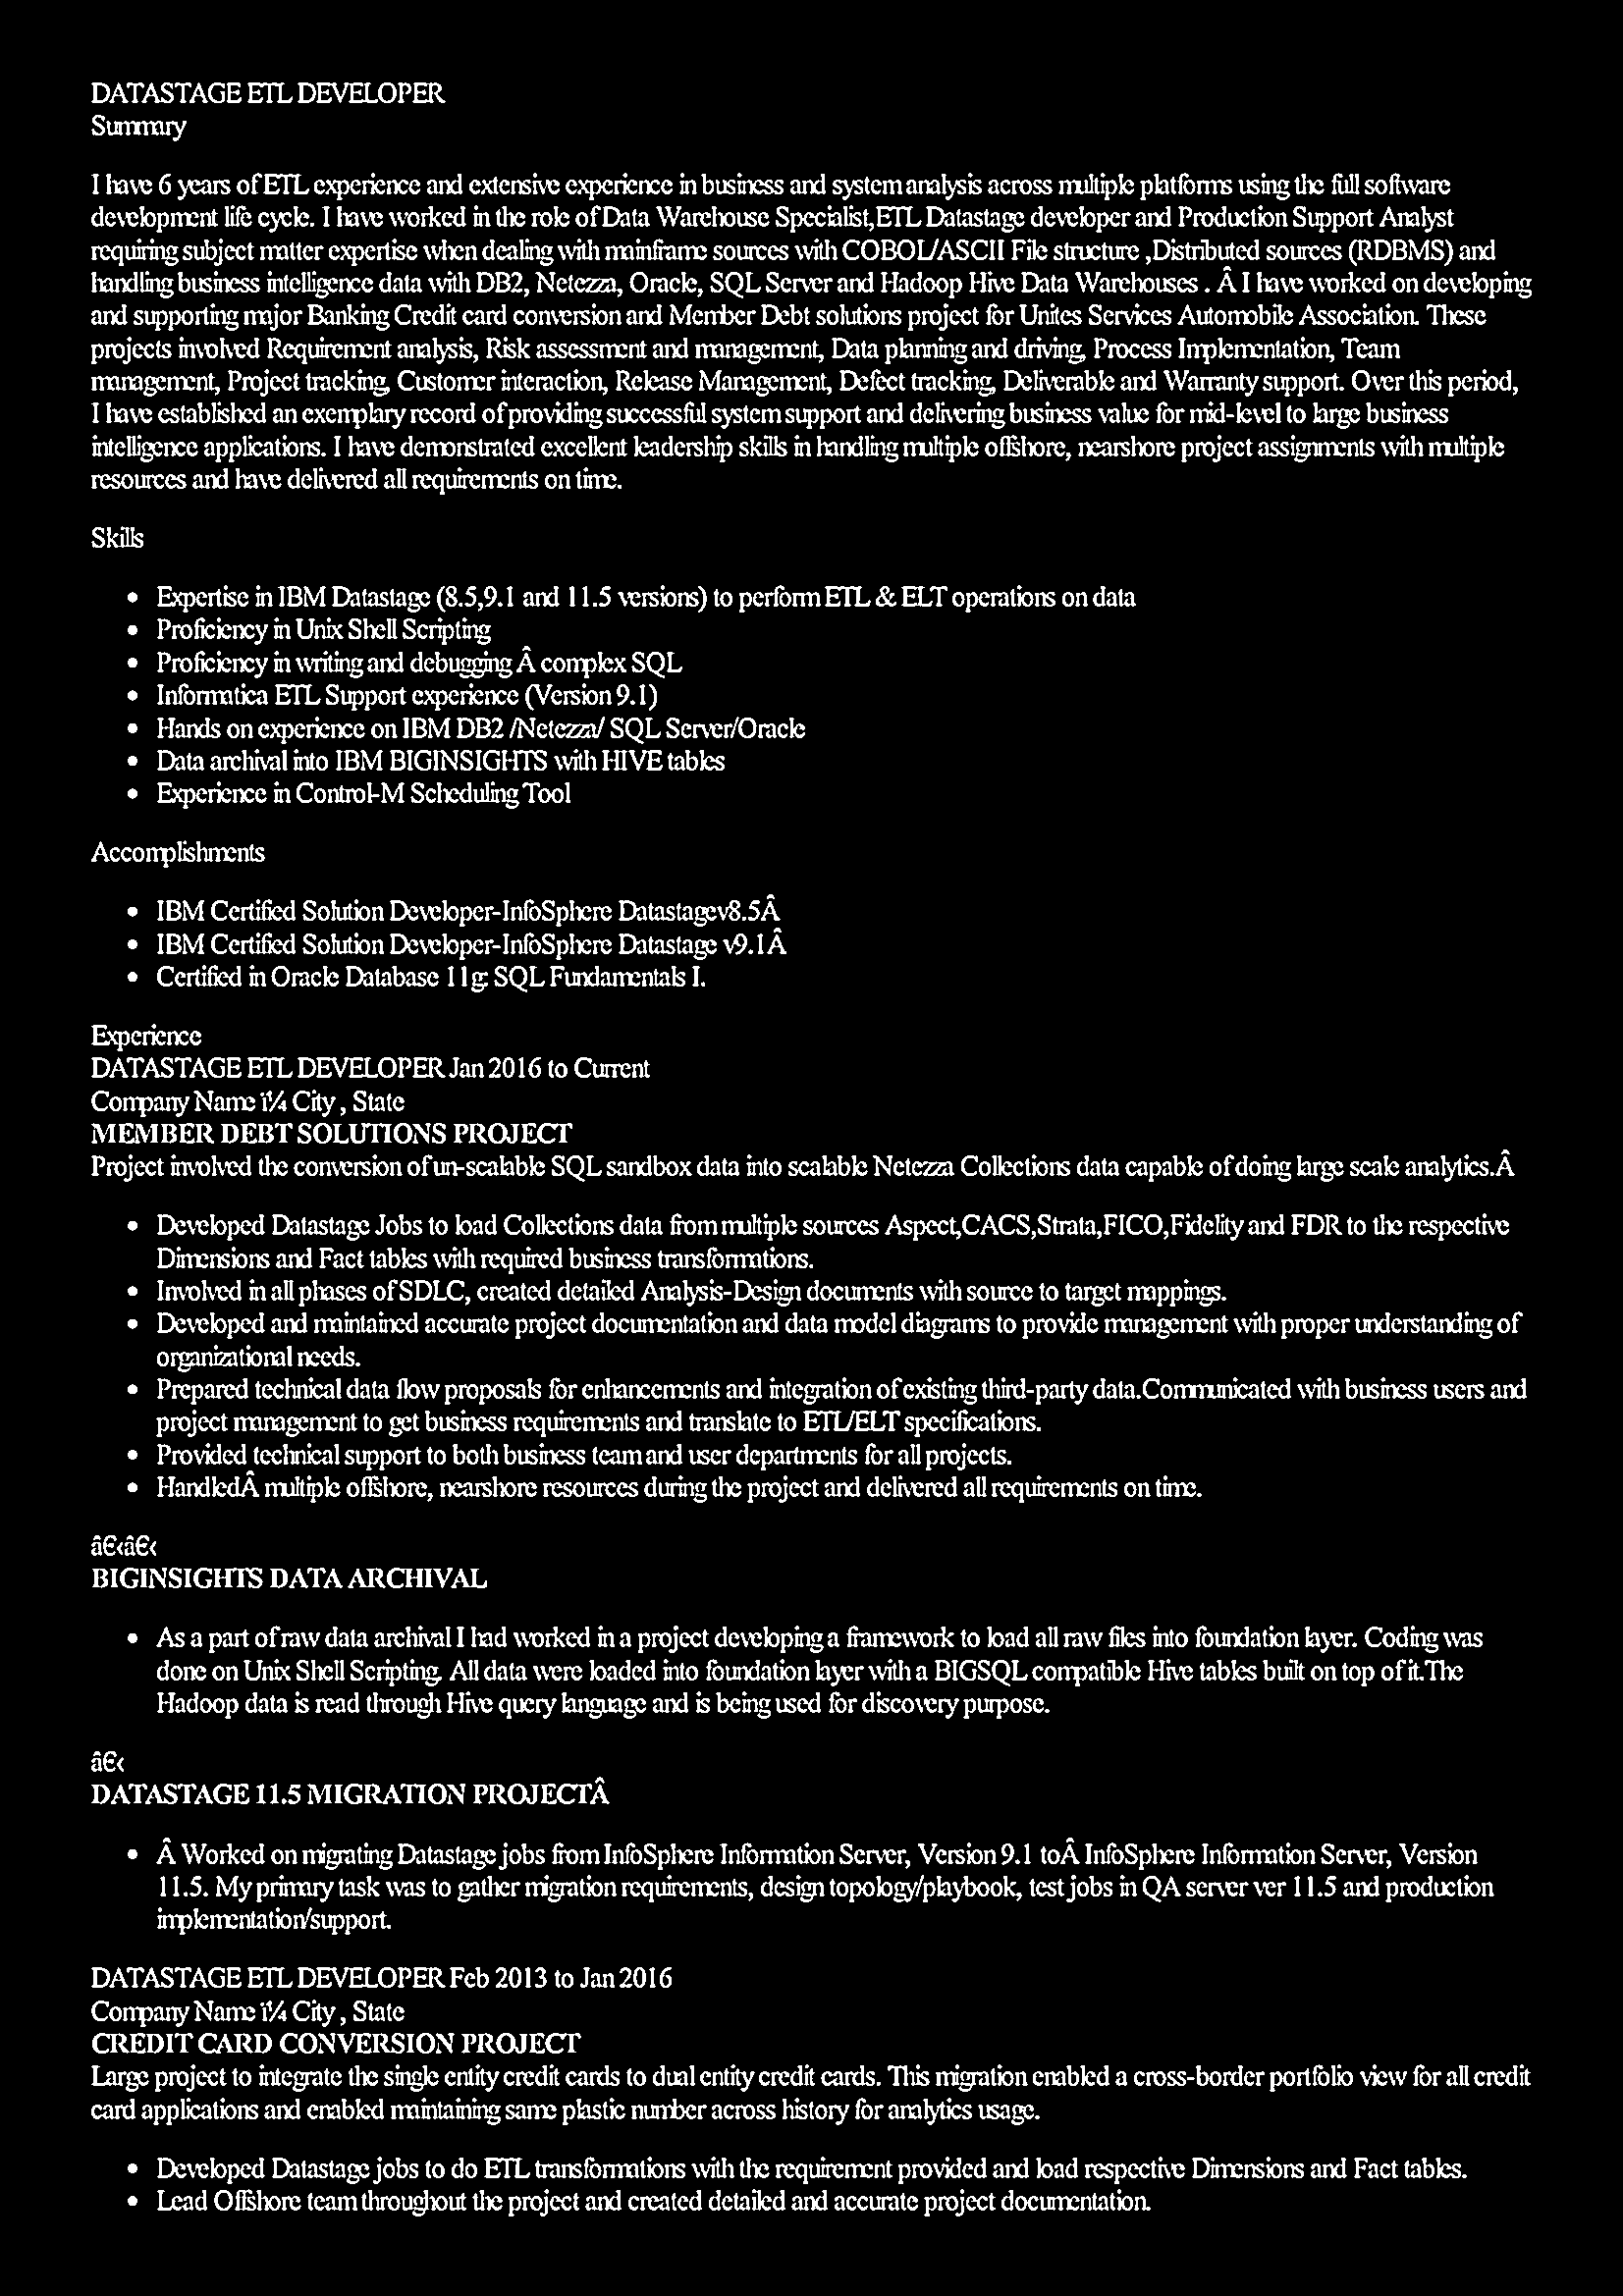 DATASTAGE ETL DEVELOPER
Summary
I have 6 years of ETL experience and extensive experience in business and system analysis across multiple platforms using the full software
development life cycle. I have worked in the role of Data Warehouse Specialist,ETL Datastage developer and Production Support Analyst
requiring subject matter expertise when dealing with mainframe sources with COBOL/ASCII File structure ,Distributed sources (RDBMS) and
handling business intelligence data with DB2, Netezza, Oracle, SQL Server and Hadoop Hive Data Warehouses . Â I have worked on developing
and supporting major Banking Credit card conversion and Member Debt solutions project for Unites Services Automobile Association. These
projects involved Requirement analysis, Risk assessment and management, Data planning and driving, Process Implementation, Team
management, Project tracking, Customer interaction, Release Management, Defect tracking, Deliverable and Warranty support. Over this period,
I have established an exemplary record of providing successful system support and delivering business value for mid-level to large business
intelligence applications. I have demonstrated excellent leadership skills in handling multiple offshore, nearshore project assignments with multiple
resources and have delivered all requirements on time.
Skills
• Expertise in IBM Datastage (8.5,9.1 and 11.5 versions) to perform ETL & ELT operations on data
• Proficiency in Unix Shell Scripting
• Proficiency in writing and debugging Â complex SQL
• Informatica ETL Support experience (Version 9.1)
• Hands on experience on IBM DB2 /Netezza/ SQL Server/Oracle
• Data archival into IBM BIGINSIGHTS with HIVE tables
• Experience in Control-M Scheduling Tool
Accomplishments
• IBM Certified Solution Developer-InfoSphere Datastagev8.5Â
• IBM Certified Solution Developer-InfoSphere Datastage v9.1Â
• Certified in Oracle Database 11g: SQL Fundamentals I.
Experience
DATASTAGE ETL DEVELOPER Jan 2016 to Current
Company Name ï¼ City , State
MEMBER DEBT SOLUTIONS PROJECT
Project involved the conversion of un-scalable SQL sandbox data into scalable Netezza Collections data capable of doing large scale analytics.Â
• Developed Datastage Jobs to load Collections data from multiple sources Aspect,CACS,Strata,FICO,Fidelity and FDR to the respective
Dimensions and Fact tables with required business transformations.
• Involved in all phases of SDLC, created detailed Analysis-Design documents with source to target mappings.
• Developed and maintained accurate project documentation and data model diagrams to provide management with proper understanding of
organizational needs.
• Prepared technical data flow proposals for enhancements and integration of existing third-party data.Communicated with business users and
project management to get business requirements and translate to ETL/ELT specifications.
• Provided technical support to both business team and user departments for all projects.
• HandledÂ multiple offshore, nearshore resources during the project and delivered all requirements on time.
â€‹â€‹
BIGINSIGHTS DATA ARCHIVAL
• As a part of raw data archival I had worked in a project developing a framework to load all raw files into foundation layer. Coding was
done on Unix Shell Scripting. All data were loaded into foundation layer with a BIGSQL compatible Hive tables built on top of it.The
Hadoop data is read through Hive query language and is being used for discovery purpose.
â€‹
DATASTAGE 11.5 MIGRATION PROJECTÂ
• Â Worked on migrating Datastage jobs from InfoSphere Information Server, Version 9.1 toÂ InfoSphere Information Server, Version
11.5. My primary task was to gather migration requirements, design topology/playbook, test jobs in QA server ver 11.5 and production
implementation/support.
DATASTAGE ETL DEVELOPER Feb 2013 to Jan 2016
Company Name ï¼ City , State
CREDIT CARD CONVERSION PROJECT
Large project to integrate the single entity credit cards to dual entity credit cards. This migration enabled a cross-border portfolio view for all credit
card applications and enabled maintaining same plastic number across history for analytics usage.
• Developed Datastage jobs to do ETL transformations with the requirement provided and load respective Dimensions and Fact tables.
• Lead Offshore team throughout the project and created detailed and accurate project documentation.